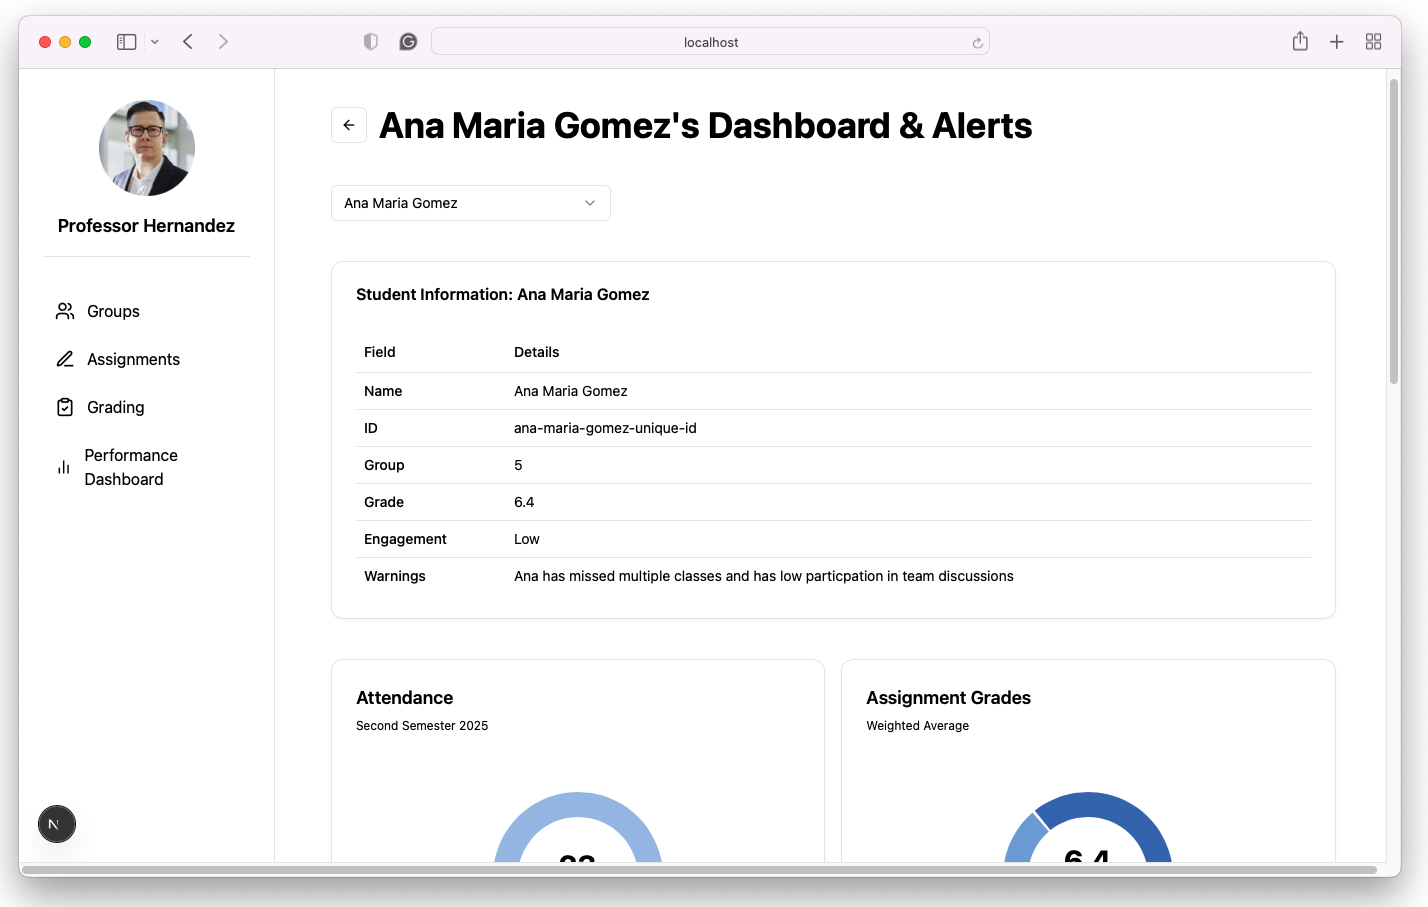 localhost
Professor Hernandez
Groups
Assignments
Grading
Performance
Dashboard
N
Ana Maria Gomez's Dashboard & Alerts
Ana Maria Gomez
Student Information: Ana Maria Gomez
Field Details
Name Ana Maria Gomez
ID ana-maria-gomez-unique-id
Group 5
Grade 6.4
Engagement Low
Warnings Ana has missed multiple classes and has low particpation in team discussions
Attendance
Second Semester 2025
Assignment Grades
Weighted Average
6.4